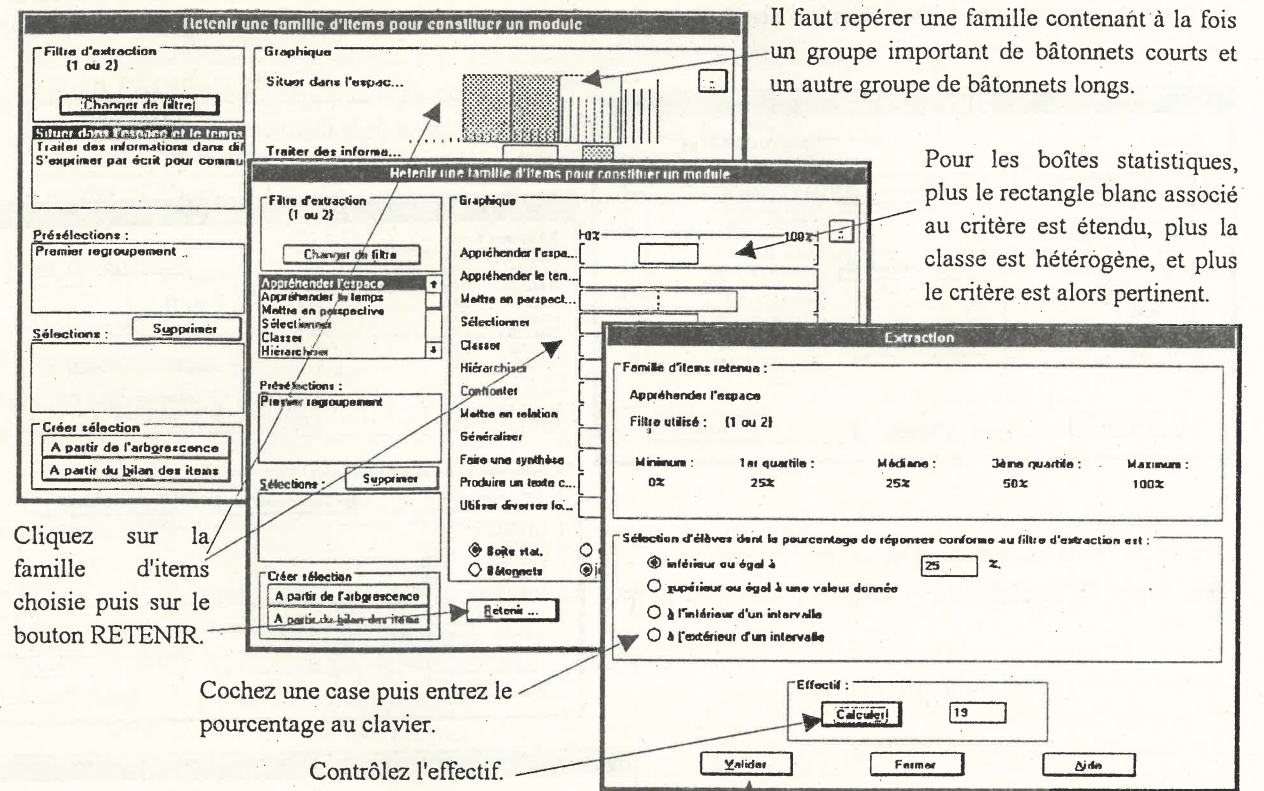 Retenir une famille d'items pour constituer un module
Filtre d'extraction
{1 ou 2}
Changer de filtre
Situer dans l'espace et le temps
Traiter des informations dans dif
S'exprimer par écrit pour commu
Présélections :
Premier regroupement ..
Sélections :
Supprimer
Créer sélection
A partir de l'arborescence
A partir du bilan des items
Graphique
Situer dans l'espac...
Traiter des informa...
..
Il faut repérer une famille contenant à la fois
un groupe important de bâtonnets courts et
un autre groupe de bâtonnets longs.
Retenir une famille d'items pour constituer un module
Filtre d'extraction
{1 ou 2}
Changer de filtre
Appréhender l'espace
Appréhender le temps
Mettre en perspective
Sélectionner
Classer
Hiérarchiser
Présélections :
Premier regroupement
Sélections :
Supprimer
Créer sélection
A partir de l'arborescence
A partir du bilan des items
Graphique
0%
100%
..
Appréhender l'espa...
Appréhender le tem...
Mettre en perspect...
Sélectionner
Classer
Hiérarchiser
Confronter
Mettre en relation
Généraliser
Faire une synthèse
Produire un texte c...
Utiliser diverses fo...
Boîte stat.
Bâtonnets
Retenir ...
Pour les boîtes statistiques,
plus le rectangle blanc associé
au critère est étendu, plus la
classe est hétérogène, et plus
le critère est alors pertinent.
Extraction
Famille d'items retenue :
Appréhender l'espace
Filtre utilisé : {1 ou 2}
Minimum : 1er quartile : Médiane : 3ème quartile : Maximum :
0% 25% 25% 50% 100%
Sélection d'élèves dont le pourcentage de réponses conforme au filtre d'extraction est :
inférieur ou égal à 25 %.
supérieur ou égal à une valeur donnée
à l'intérieur d'un intervalle
à l'extérieur d'un intervalle
Effectif :
Calculer 19
Valider Fermer Aide
Cliquez sur la
famille d'items
choisie puis sur le
bouton RETENIR.
Cochez une case puis entrez le
pourcentage au clavier.
Contrôlez l'effectif.